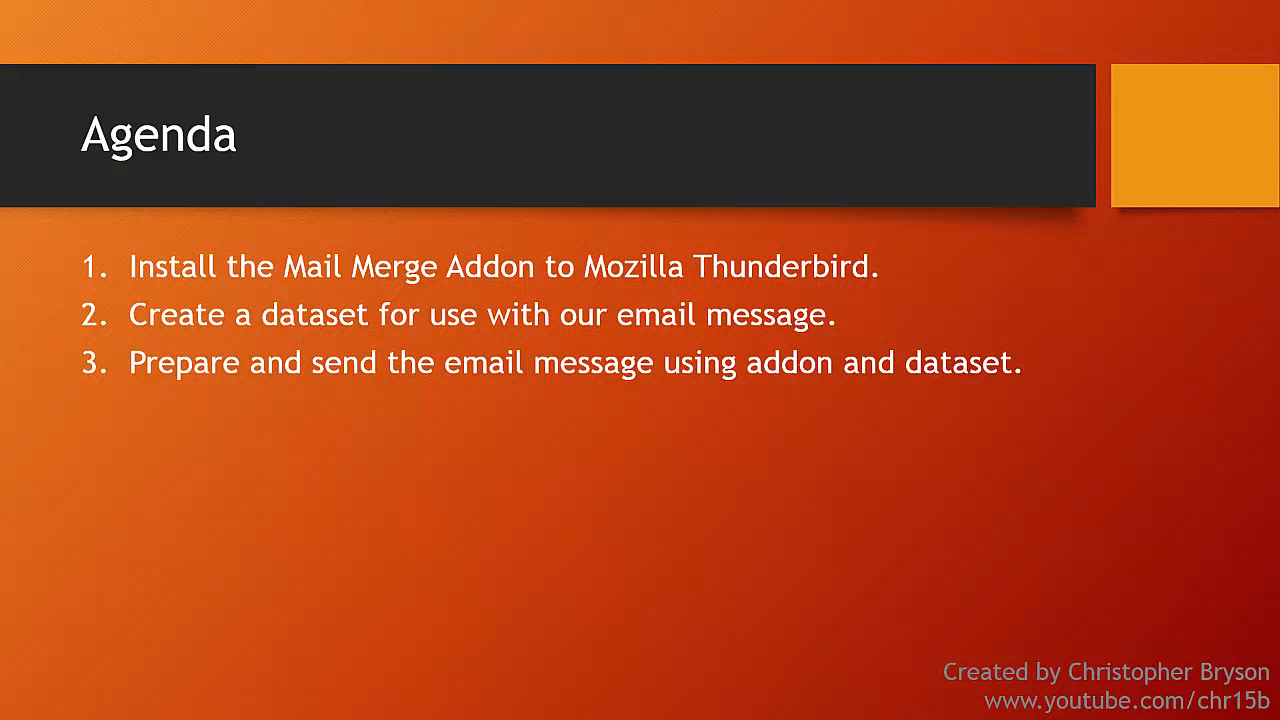 Agenda
1. Install the Mail Merge Addon to Mozilla Thunderbird.
2. Create a dataset for use with our email message.
3. Prepare and send the email message using addon and dataset.
Created by Christopher Bryson
www.youtube.com/chr15b